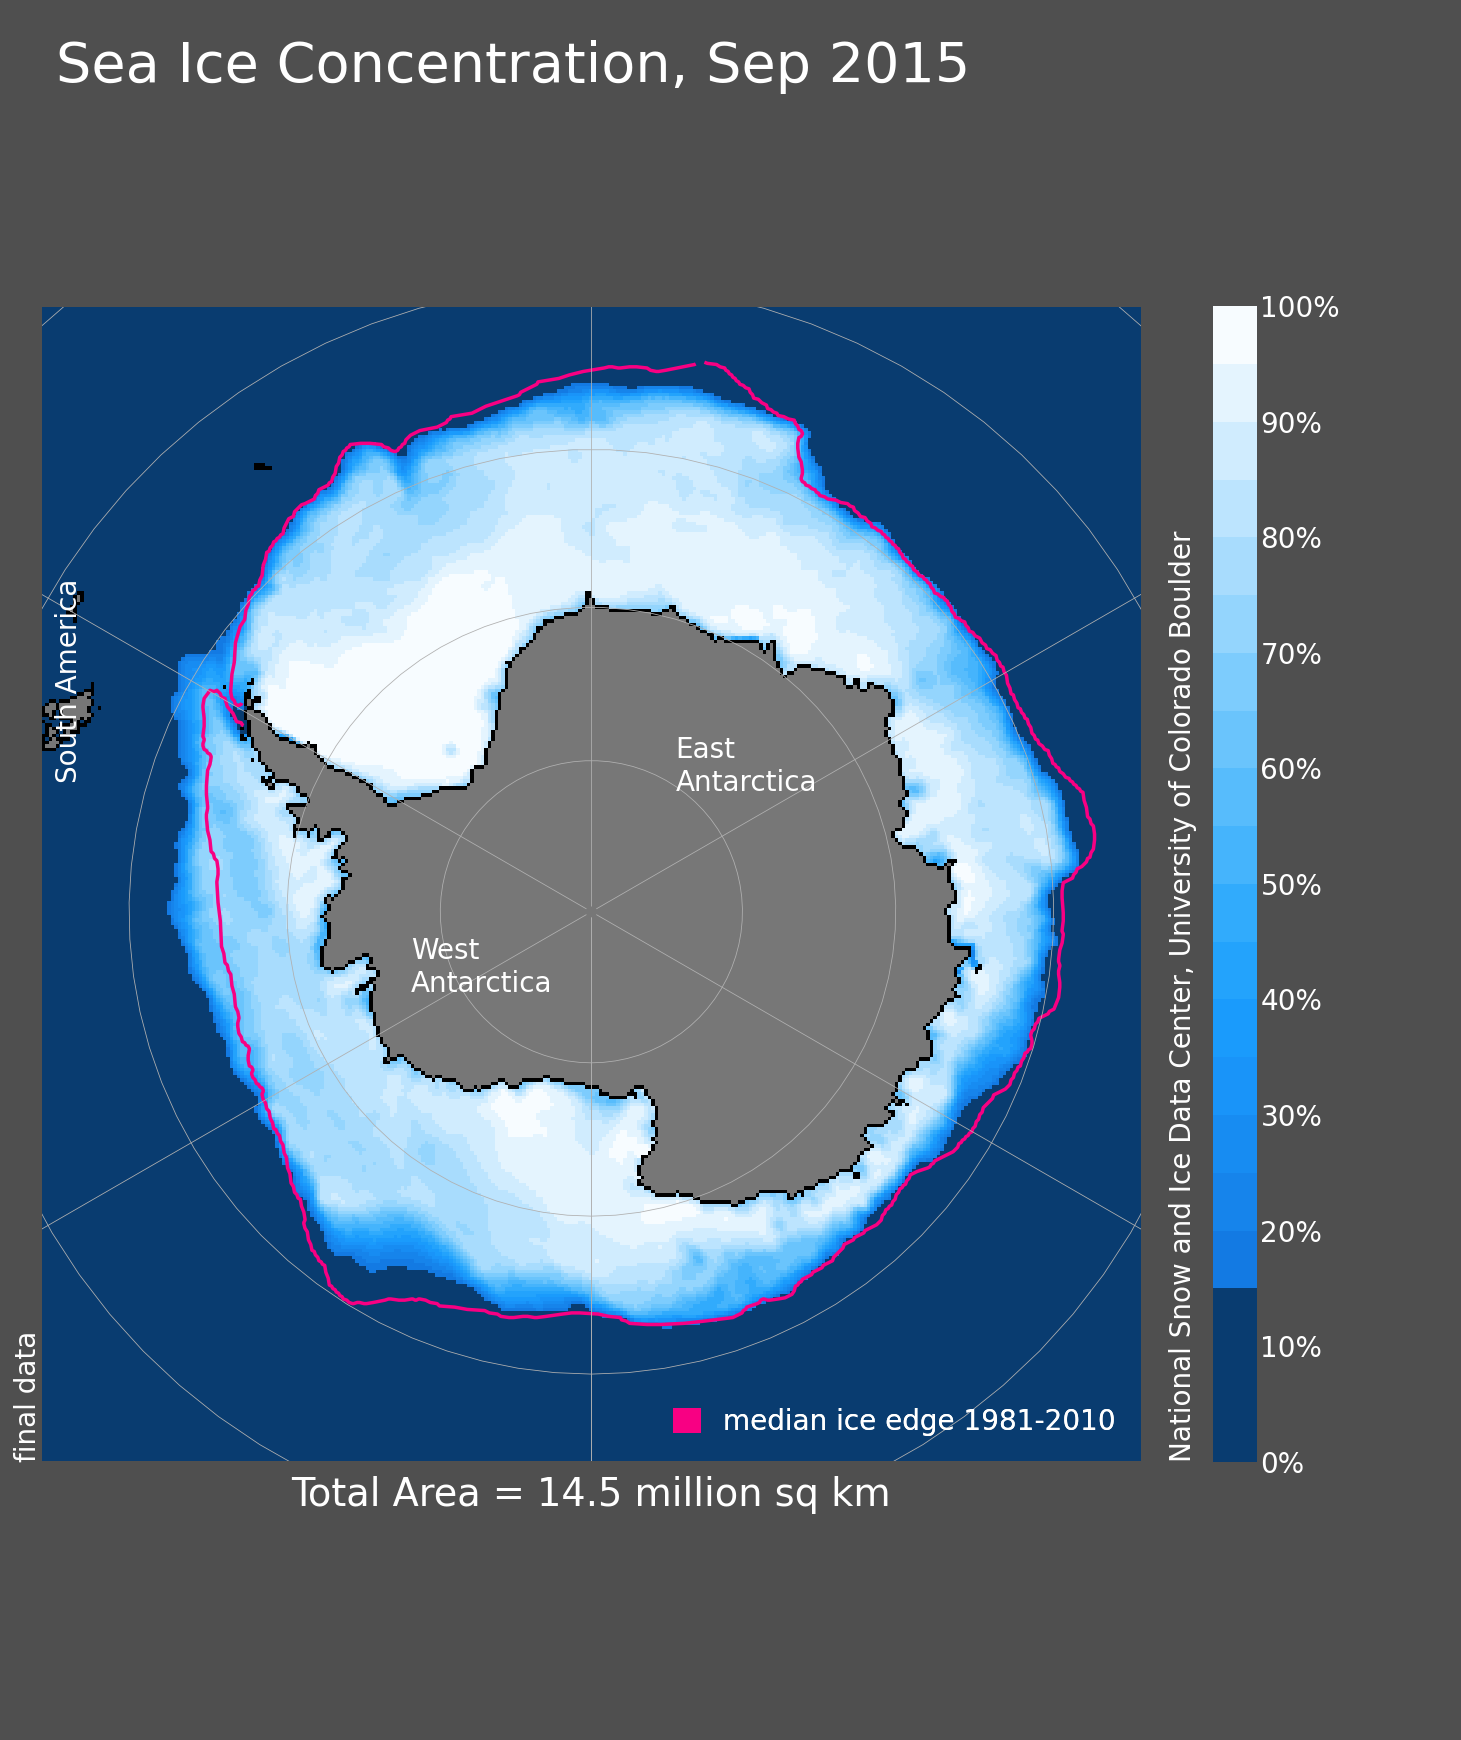 Sea Ice Concentration, Sep 2015
South America
East
Antarctica
West
Antarctica
final data
median ice edge 1981-2010
Total Area = 14.5 million sq km
National Snow and Ice Data Center, University of Colorado Boulder
100%
90%
80%
70%
60%
50%
40%
30%
20%
10%
0%